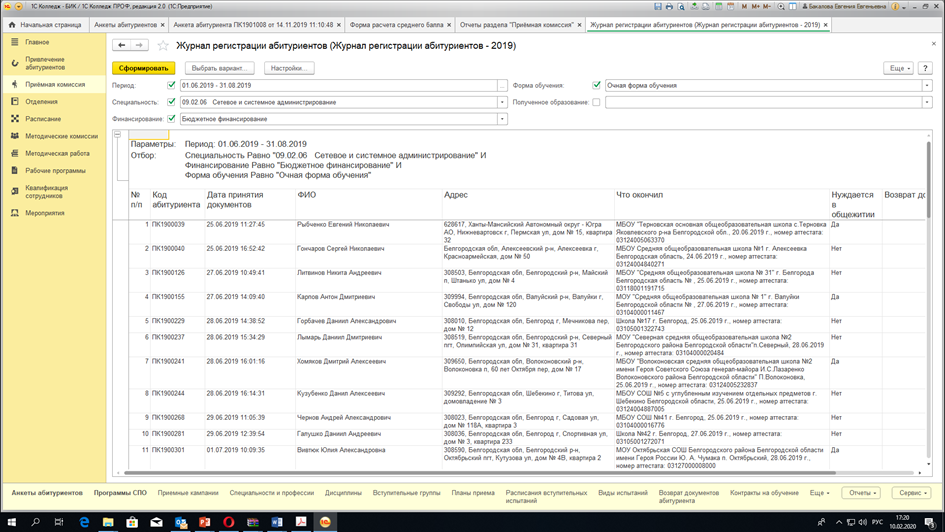 1С Колледж - БИК / 1С Колледж ПРОФ, редакция 2.0 (1С:Предприятие)
M M+ M- Бакалова Евгения Евгеньевна
Начальная страница Анкеты абитуриентов × Анкета абитуриента ПК1901008 от 14.11.2019 11:10:48 × Форма расчета среднего балла × Отчеты раздела "Приёмная комиссия" × Журнал регистрации абитуриентов (Журнал регистрации абитуриентов - 2019) ×
Главное
Привлечение абитуриентов
Приёмная комиссия
Отделения
Расписание
Методические комиссии
Методическая работа
Рабочие программы
Квалификация сотрудников
Мероприятия
Журнал регистрации абитуриентов (Журнал регистрации абитуриентов - 2019)
Сформировать Выбрать вариант... Настройки... Еще ?
Период: 01.06.2019 - 31.08.2019 ... Форма обучения: Очная форма обучения
Специальность: 09.02.06 Сетевое и системное администрирование Полученное образование:
Финансирование: Бюджетное финансирование
Параметры: Период: 01.06.2019 - 31.08.2019
Отбор: Специальность Равно "09.02.06 Сетевое и системное администрирование" И
Финансирование Равно "Бюджетное финансирование" И
Форма обучения Равно "Очная форма обучения"
№ п/п Код абитуриента Дата принятия документов ФИО Адрес Что окончил Нуждается в общежитии Возврат до
1 ПК1900039 25.06.2019 11:27:45 Рыбченко Евгений Николаевич 628617, Ханты-Мансийский Автономный округ - Югра АО, Нижневартовск г, Пермская ул, дом № 15, квартира 32 МБОУ "Терновская основная общеобразовательная школа с.Терновка Яковлевского р-на Белгородской обл., 20.06.2019 г., номер аттестата: 03124005063370 Да
2 ПК1900040 25.06.2019 16:52:42 Гончаров Сергей Николаевич Белгородская обл, Алексеевский р-н, Алексеевка г, Красноармейская, дом № 50 МБОУ Средняя общеобразовательная школа №1 г. Алексеевка Белгородская область, 24.06.2019 г., номер аттестата: 03124004840271 Нет
3 ПК1900126 27.06.2019 10:49:41 Литвинов Никита Андреевич 308503, Белгородская обл, Белгородский р-н, Майский п, Штанько ул, дом № 4 МБОУ "Средняя общеобразовательная школа № 31" г. Белгорода Белгородская область № , 25.06.2019 г., номер аттестата: 03118001191715 Нет
4 ПК1900155 27.06.2019 14:09:40 Карпов Антон Дмитриевич 309994, Белгородская обл, Валуйский р-н, Валуйки г, Свободы ул, дом № 120 МОУ "Средняя общеобразовательная школа № 1" г. Валуйки Белгородской области № , 27.06.2019 г., номер аттестата: 03104000011467 Да
5 ПК1900229 28.06.2019 14:38:52 Горбачев Даниил Александрович 308010, Белгородская обл, Белгород г, Мечникова пер, дом № 12 Школа №17 г. Белгород, 25.06.2019 г., номер аттестата: 03105001322743 Нет
6 ПК1900237 28.06.2019 15:34:29 Лымарь Даниил Дмитриевич 308519, Белгородская обл, Белгородский р-н, Северный пгт, Олимпийская ул, дом № 31, квартира 31 МОУ "Северная средняя общеобразовательная школа №2 Белгородского района Белгородской области"п.Северный, 28.06.2019 г., номер аттестата: 03104000020484 Нет
7 ПК1900241 28.06.2019 16:01:16 Хомяков Дмитрий Алексеевич 309650, Белгородская обл, Волоконовский р-н, Волоконовка п, 60 лет Октября пер, дом № 17 МБОУ "Волоконовская средняя общеобразовательная школа №2 имени Героя Советского Союза генерал-майора И.С.Лазаренко Волоконовского района Белгородской области" П.Волоконовка, 25.06.2019 г., номер аттестата: 03124005232837 Да
8 ПК1900244 28.06.2019 16:14:31 Кузубенко Данил Алексеевич 309292, Белгородская обл, Шебекино г, Титова ул, домовладение № 3 МБОУ СОШ №5 с углубленным изучением отдельных предметов г. Шебекино Белгородской области, 25.06.2019 г., номер аттестата: 03124004887005 Нет
9 ПК1900268 29.06.2019 11:05:39 Чернов Андрей Александрович 308023, Белгородская обл, Белгород г, Садовая ул, дом № 118А, квартира 3 МБОУ СОШ №41 г. Белгород, 25.06.2019 г., номер аттестата: 03104000016776 Нет
10 ПК1900281 29.06.2019 12:39:54 Галушко Даниил Андреевич 308036, Белгородская обл, Белгород г, Спортивная ул, дом № 3, квартира 233 Школа №42 г. Белгород, 27.06.2019 г., номер аттестата: 03105001272071 Нет
11 ПК1900301 01.07.2019 10:09:35 Вивтюк Юлия Александровна 308590, Белгородская обл, Белгородский р-н, Октябрьский пгт, Кутузова ул, дом № 4В, квартира 2 МОУ Октябрьская СОШ Белгородского района Белгородской области имени Героя России Ю. А. Чумака п. Октябрьский, 28.06.2019 г., номер аттестата: 03127000008000 Да
Анкеты абитуриентов Программы СПО Приемные кампании Специальности и профессии Дисциплины Вступительные группы Планы приема Расписания вступительных испытаний Виды испытаний Возврат документов абитуриента Контракты на обучение Еще Отчеты Сервис
РУС 17:20
10.02.2020